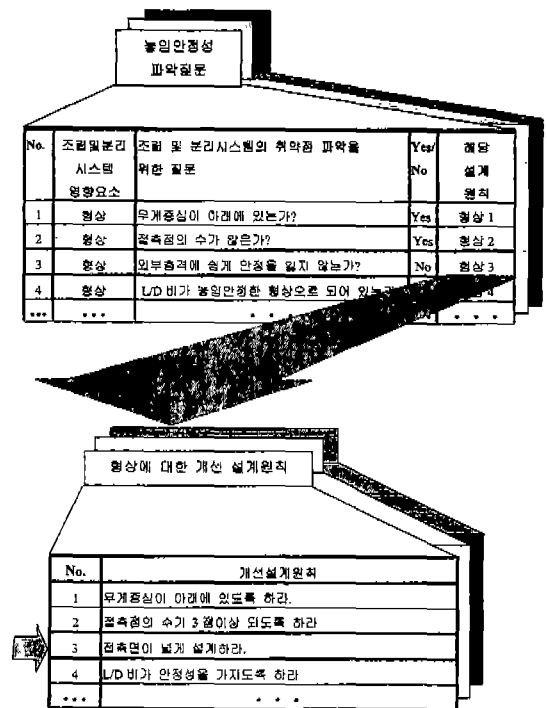 놓임안정성
파악질문
No. 조립및분리 시스템 영향요소 조립 및 분리시스템의 취약점 파악을 위한 질문 Yes/No 해당 설계 원칙
1 형상 무게중심이 아래에 있는가? Yes 형상 1
2 형상 접촉점의 수가 많은가? Yes 형상 2
3 형상 외부충격에 쉽게 안정을 잃지 않는가? No 형상 3
4 형상 L/D 비가 놓임안정한 형상으로 되어 있는가 4
... ... . . . . .
형상에 대한 개선 설계원칙
No. 개선설계원칙
1 무게중심이 아래에 있도록 하라.
2 접촉점의 수가 3 점이상 되도록 하라
3 접촉면이 넓게 설계하라.
4 L/D 비가 안정성을 가지도록 하라
... . . .